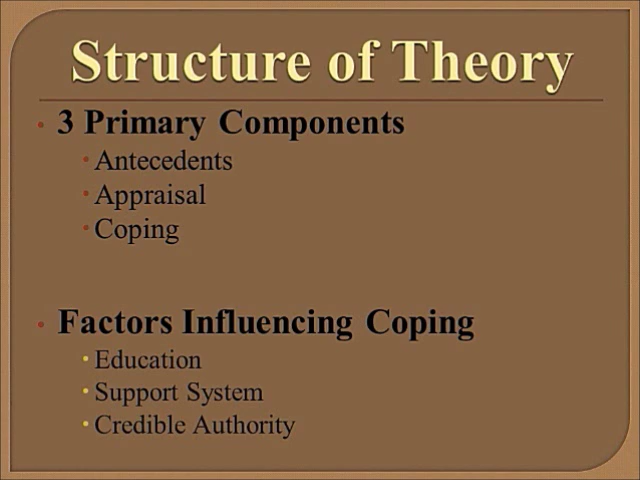 Structure of Theory
• 3 Primary Components
• Antecedents
• Appraisal
• Coping
• Factors Influencing Coping
• Education
• Support System
• Credible Authority